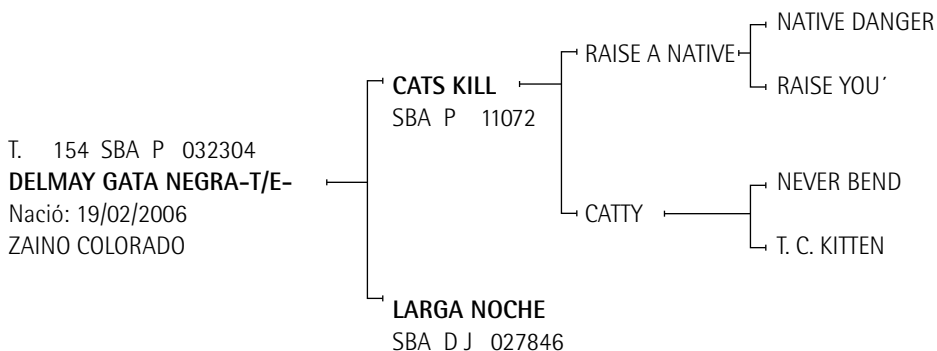 T. 154 SBA P 032304
DELMAY GATA NEGRA-T/E-
Nació: 19/02/2006
ZAINO COLORADO
CATS KILL
SBA P 11072
LARGA NOCHE
SBA D J 027846
RAISE A NATIVE
CATTY
NATIVE DANGER
RAISE YOU´
NEVER BEND
T. C. KITTEN